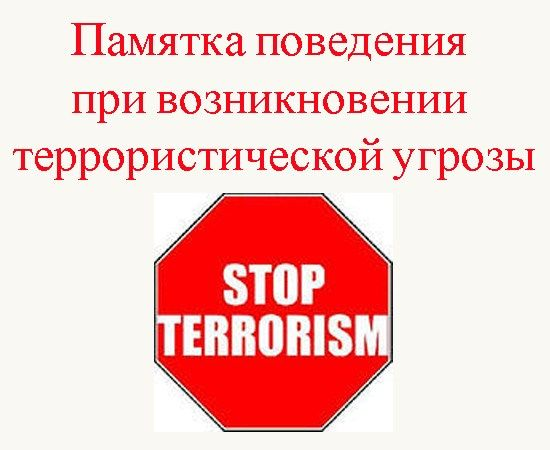 Памятка поведения
при возникновении
террористической угрозы
STOP
TERRORISM